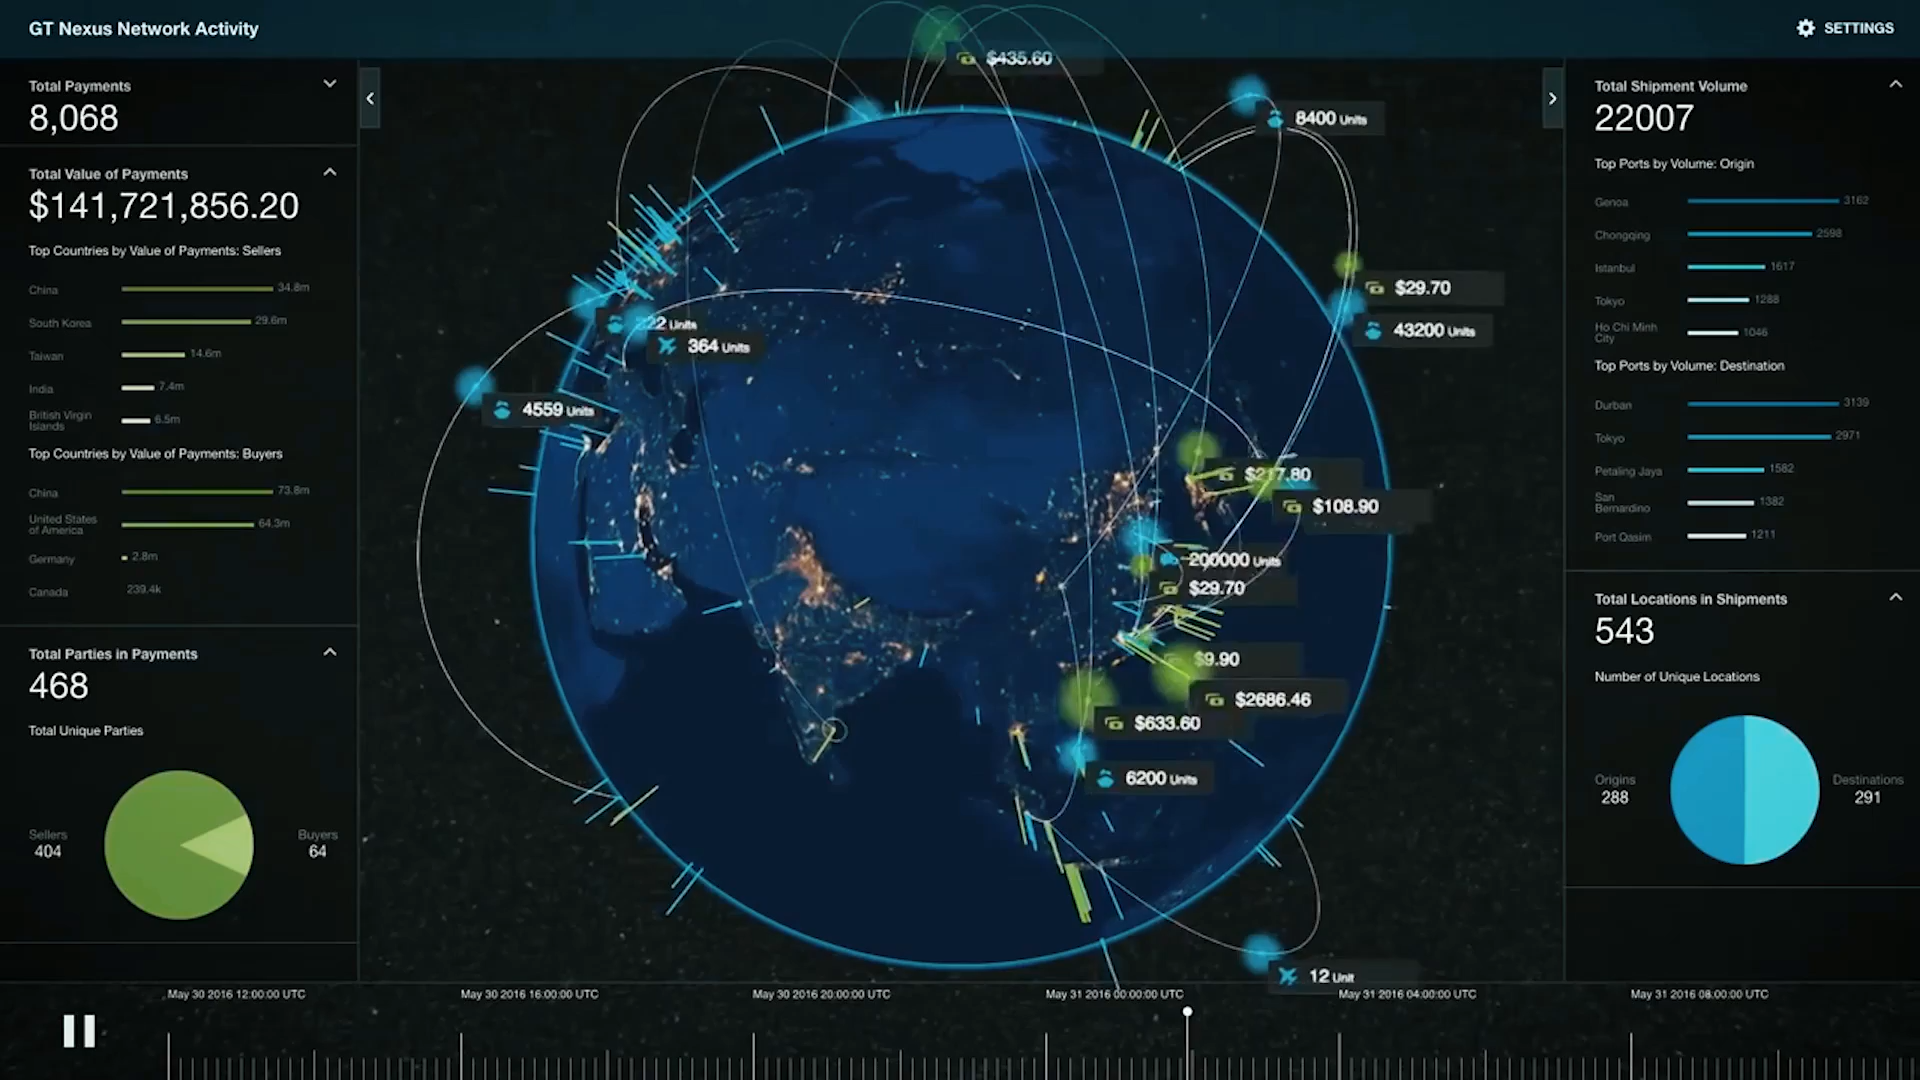 GT Nexus Network Activity
SETTINGS
Total Payments
8,068
Total Value of Payments
$141,721,856.20
Top Countries by Value of Payments: Sellers
China 34.8m
South Korea 29.6m
Taiwan 14.6m
India 7.4m
British Virgin
Islands 6.5m
Top Countries by Value of Payments: Buyers
China 73.8m
United States
of America 64.3m
Germany 2.8m
Canada 239.4k
Total Parties in Payments
468
Total Unique Parties
Sellers
404
Buyers
64
$435.60
8400 Units
$29.70
43200 Units
22 Units
364 Units
4559 Units
$217.80
$108.90
200000 Units
$29.70
$9.90
$2686.46
$633.60
6200 Units
12 Unit
Total Shipment Volume
22007
Top Ports by Volume: Origin
Genoa 3162
Chongqing 2598
Istanbul 1617
Tokyo 1288
Ho Chi Minh
City 1046
Top Ports by Volume: Destination
Durban 3139
Tokyo 2971
Petaling Jaya 1582
San
Bernardino 1382
Port Qasim 1211
Total Locations in Shipments
543
Number of Unique Locations
Origins
288
Destinations
291
May 30 2016 12:00:00 UTC
May 30 2016 16:00:00 UTC
May 30 2016 20:00:00 UTC
May 31 2016 00:00:00 UTC
May 31 2016 04:00:00 UTC
May 31 2016 08:00:00 UTC